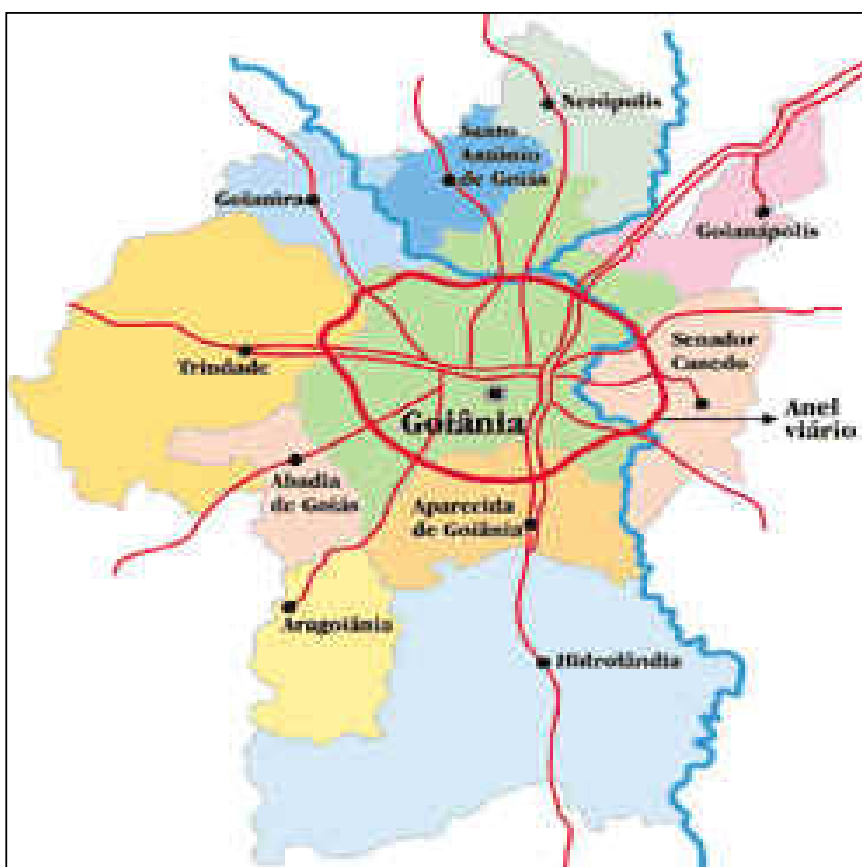 Nerópolis
Santo
Antônio
de Goiás
Goianira
Goianápolis
Trindade
Senador
Canedo
Goiânia
Anel
viário
Abadia
de Goiás
Aparecida
de Goiânia
Aragoiânia
Hidrolândia